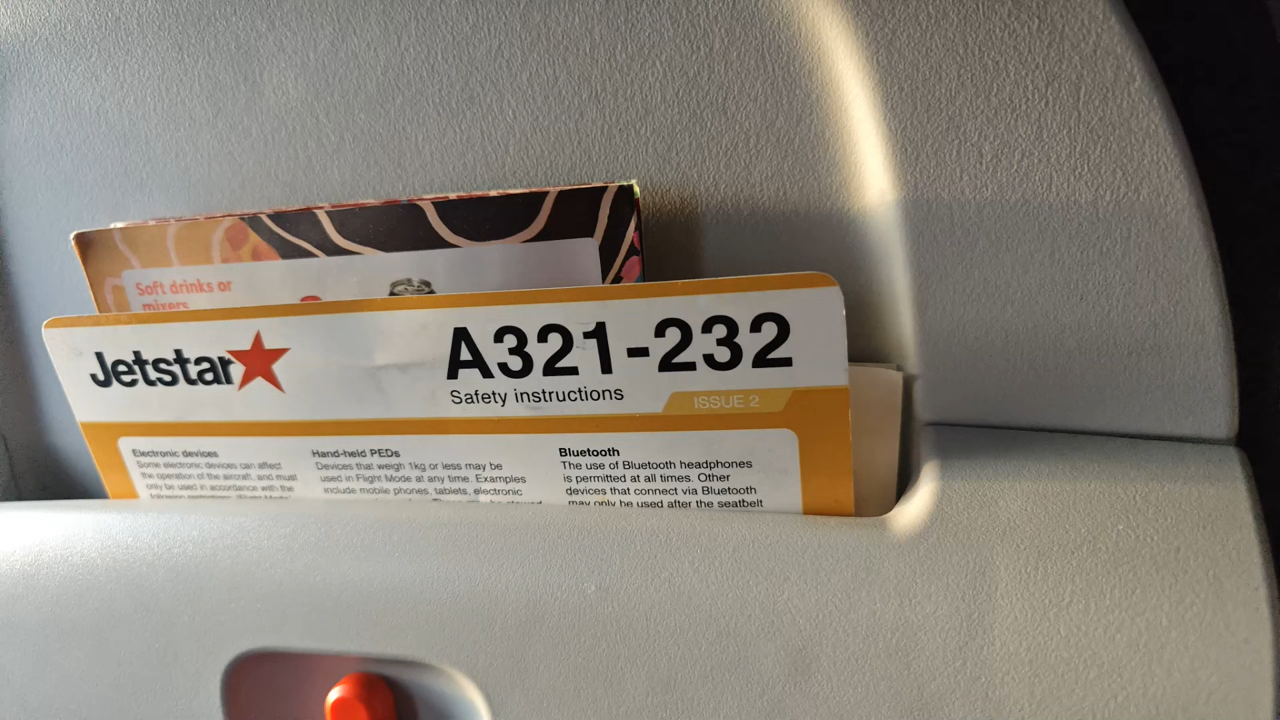 Soft drinks or
mixers
Jetstar
A321-232
Safety instructions
ISSUE 2
Electronic devices
Some electronic devices can affect
the operation of the aircraft, and must
only be used in accordance with the
Hand-held PEDs
Devices that weigh 1kg or less may be
used in Flight Mode at any time. Examples
include mobile phones, tablets, electronic
Bluetooth
The use of Bluetooth headphones
is permitted at all times. Other
devices that connect via Bluetooth
may only be used after the seatbelt